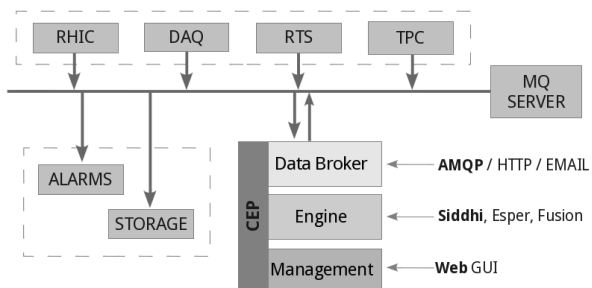 RHIC
DAQ
RTS
TPC
MQ
SERVER
ALARMS
STORAGE
CEP
Data Broker
AMQP / HTTP / EMAIL
Engine
Siddhi, Esper, Fusion
Management
Web GUI